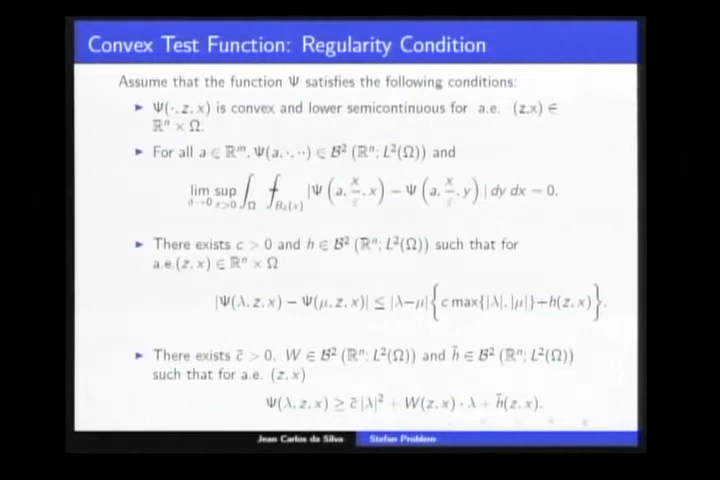 Convex Test Function: Regularity Condition
Assume that the function Ψ satisfies the following conditions:
▶ Ψ(·, z, x) is convex and lower semicontinuous for a.e. (z,x) ∈
ℝⁿ × Ω.
▶ For all a ∈ ℝᵐ, Ψ(a, ·, ··) ∈ B² (ℝⁿ; L²(Ω)) and
lim sup ∫_Ω ⨍_{B_δ(x)} |Ψ (a, x/ε, x) − Ψ (a, x/ε, y) | dy dx = 0.
δ→0 ε>0
▶ There exists c > 0 and h ∈ B² (ℝⁿ; L²(Ω)) such that for
a.e.(z, x) ∈ ℝⁿ × Ω
|Ψ(λ, z, x) − Ψ(μ, z, x)| ≤ |λ−μ| { c max{|λ|, |μ|}+h(z, x) }.
▶ There exists c̄ > 0, W ∈ B² (ℝⁿ; L²(Ω)) and h̄ ∈ B² (ℝⁿ; L²(Ω))
such that for a.e. (z, x)
Ψ(λ, z, x) ≥ c̄ |λ|² + W(z, x) · λ + h̄(z, x).
Jean Carlos da Silva Stefan Problem